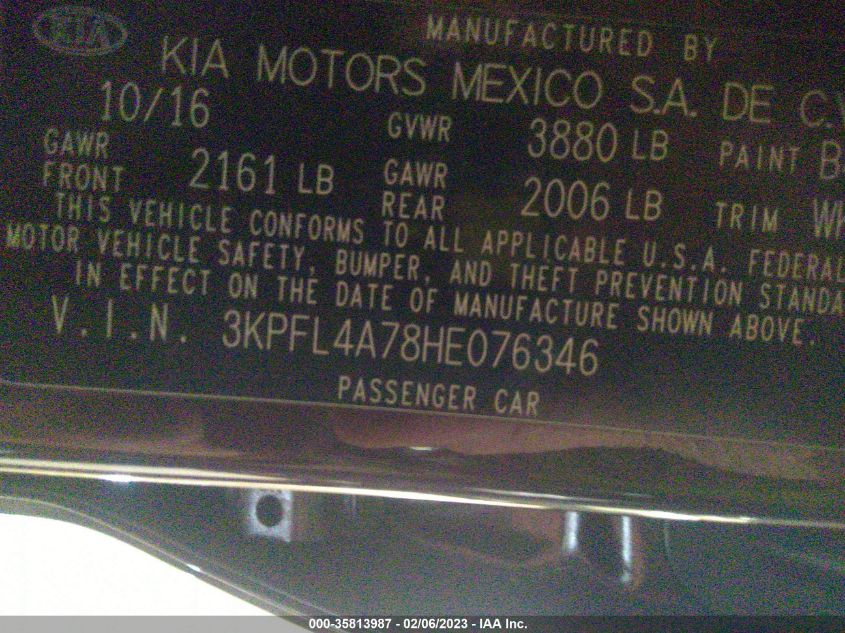 KIA
MANUFACTURED BY
KIA MOTORS MEXICO S.A. DE C.V
10/16 GVWR 3880 LB PAINT
GAWR FRONT 2161 LB GAWR REAR 2006 LB TRIM
THIS VEHICLE CONFORMS TO ALL APPLICABLE U.S.A. FEDERAL
MOTOR VEHICLE SAFETY, BUMPER, AND THEFT PREVENTION STANDA
IN EFFECT ON THE DATE OF MANUFACTURE SHOWN ABOVE.
V.I.N. 3KPFL4A78HE076346
PASSENGER CAR
000-35813987 - 02/06/2023 - IAA Inc.